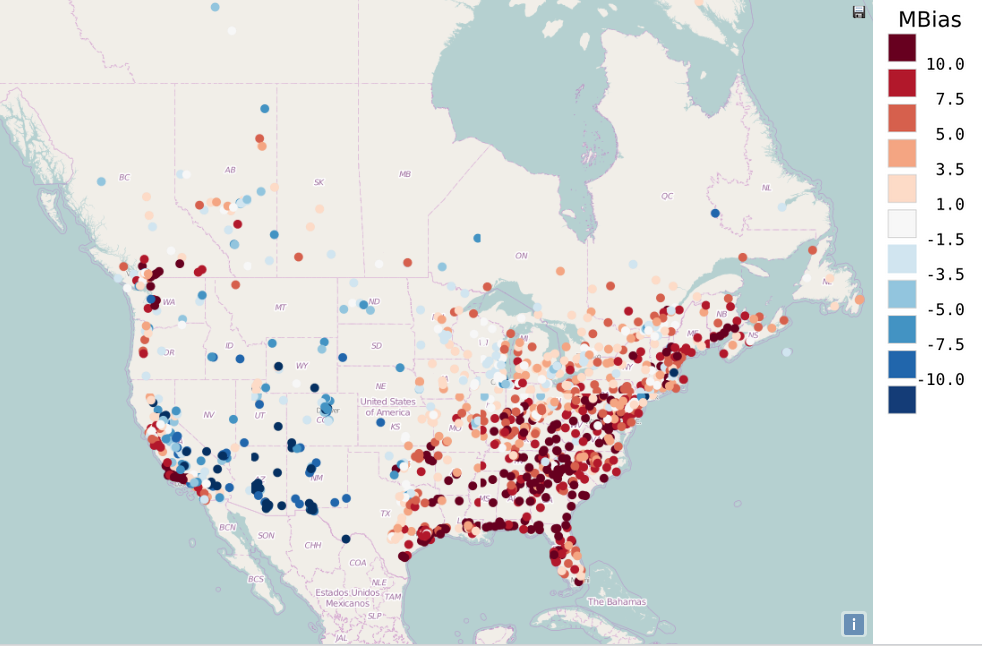 MBias
10.0
7.5
5.0
3.5
1.0
-1.5
-3.5
-5.0
-7.5
-10.0
BC
AB
SK
MB
ON
QC
NL
WA
MT
ND
NB
NS
OR
ID
WY
SD
NY
NE
United States
of America
NV
UT
KS
MO
NM
MS
TX
BCN
SON
CHH
COA
BCS
NLE
Estados Unidos
Mexicanos
TAM
SLP
JAL
The Bahamas
i